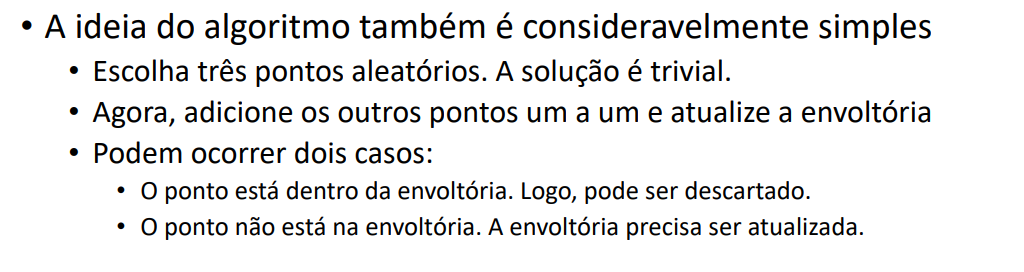 • A ideia do algoritmo também é consideravelmente simples
• Escolha três pontos aleatórios. A solução é trivial.
• Agora, adicione os outros pontos um a um e atualize a envoltória
• Podem ocorrer dois casos:
• O ponto está dentro da envoltória. Logo, pode ser descartado.
• O ponto não está na envoltória. A envoltória precisa ser atualizada.